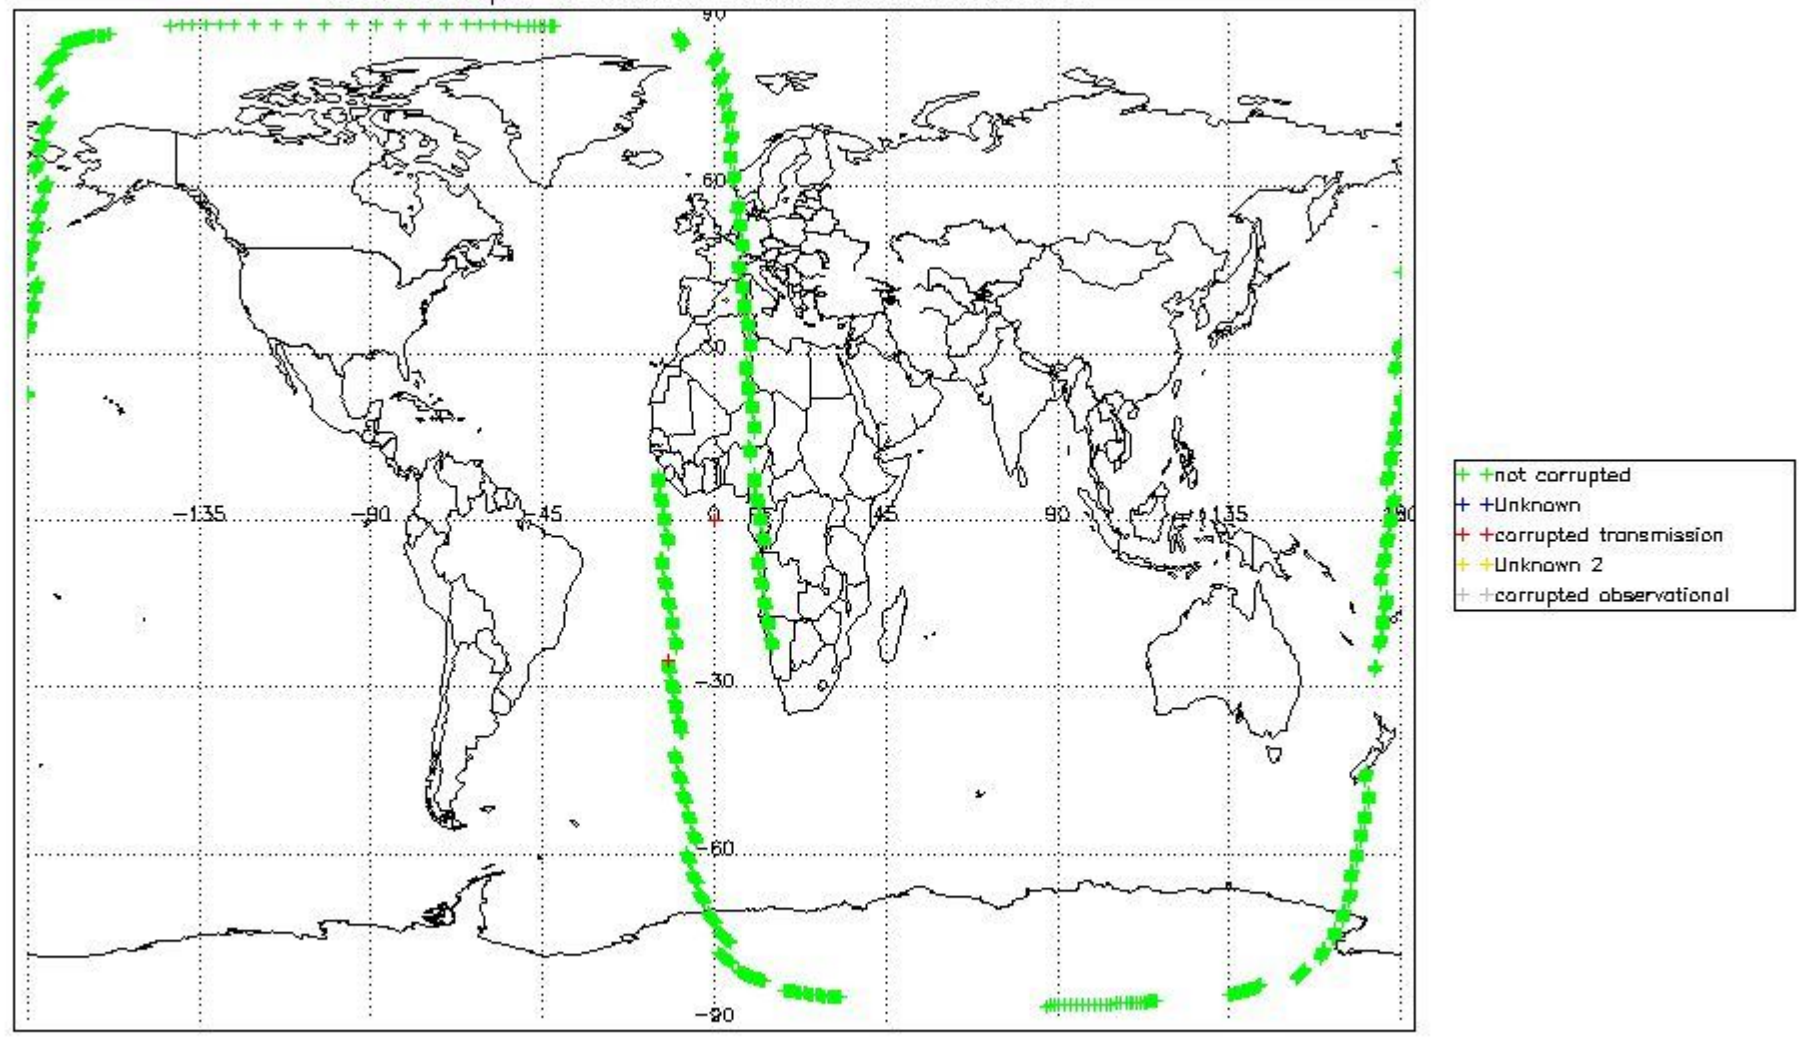 90
60
30
-135
-90
-45
0
45
90
135
180
-30
-60
-90
not corrupted
Unknown
corrupted transmission
Unknown 2
corrupted observational